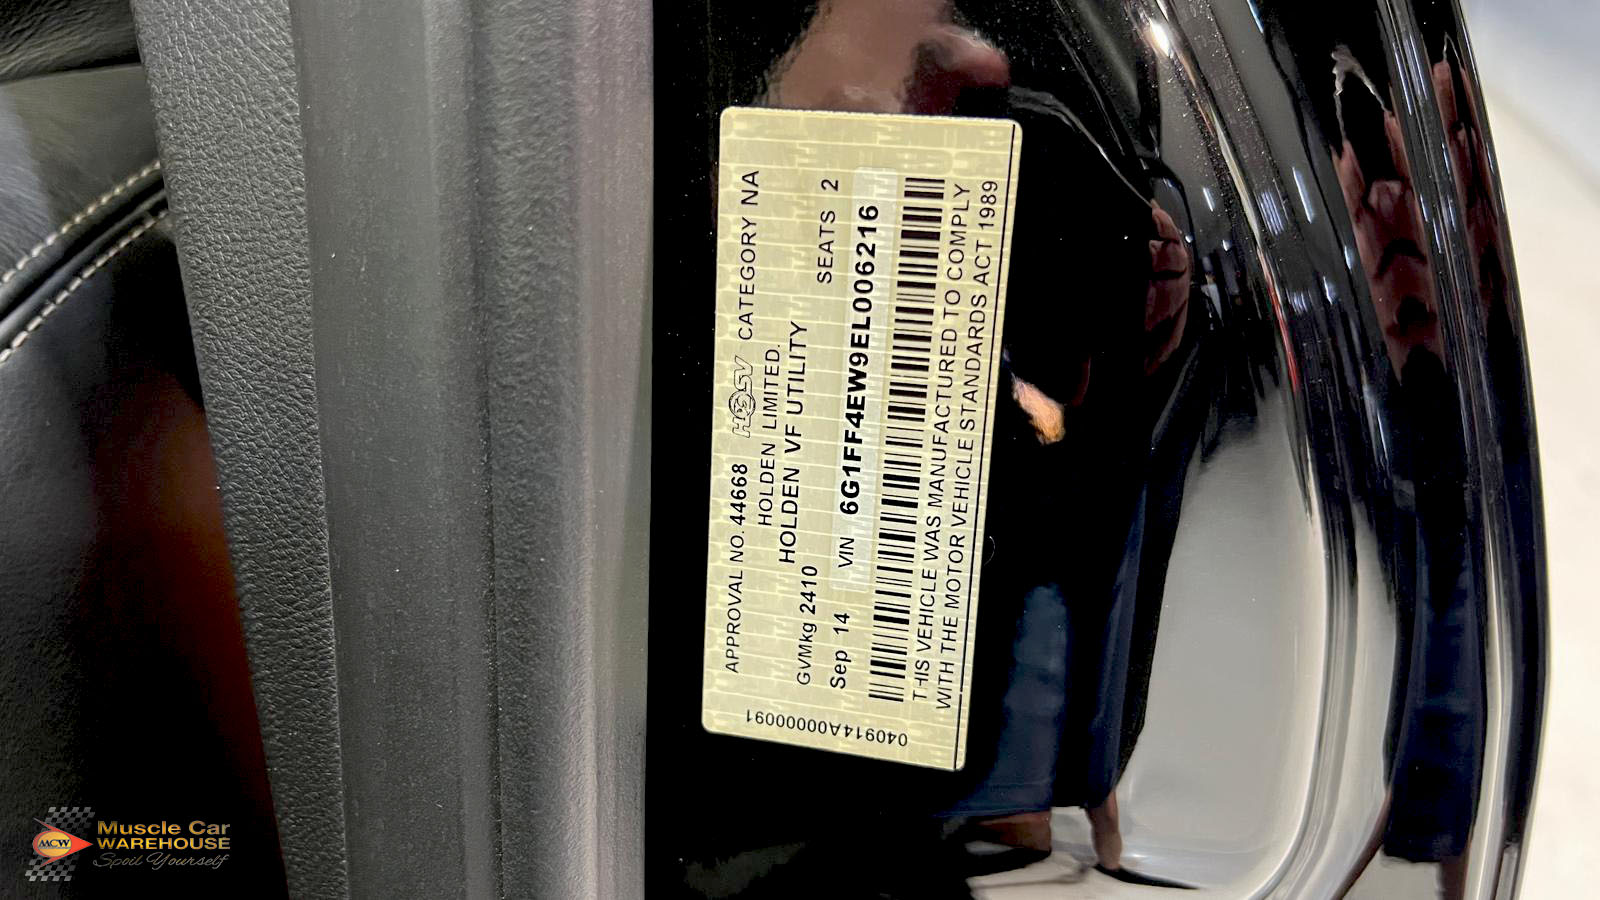 APPROVAL NO. 44668 HSV CATEGORY NA
HOLDEN LIMITED.
HOLDEN VF UTILITY
GVMkg 2410 SEATS 2
Sep 14 VIN 6G1FF4EW9EL006216
THIS VEHICLE WAS MANUFACTURED TO COMPLY
WITH THE MOTOR VEHICLE STANDARDS ACT 1989
040914A00000091
MCW
Muscle Car
WAREHOUSE
Spoil Yourself